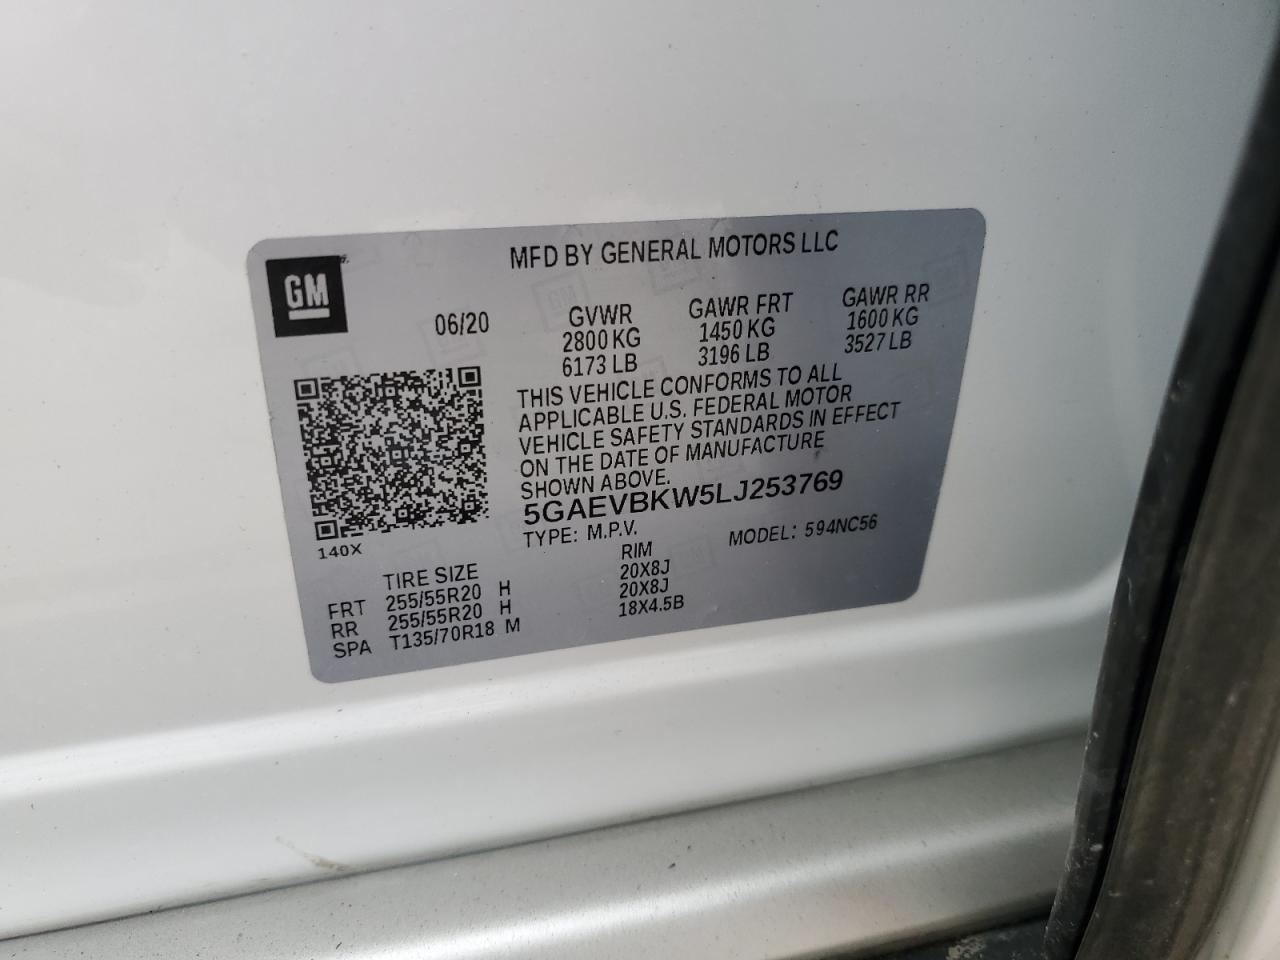 MFD BY GENERAL MOTORS LLC
GM
06/20
GVWR GAWR FRT GAWR RR
2800 KG 1450 KG 1600 KG
6173 LB 3196 LB 3527 LB
THIS VEHICLE CONFORMS TO ALL
APPLICABLE U.S. FEDERAL MOTOR
VEHICLE SAFETY STANDARDS IN EFFECT
ON THE DATE OF MANUFACTURE
SHOWN ABOVE.
5GAEVBKW5LJ253769
TYPE: M.P.V. MODEL: 594NC56
140X
TIRE SIZE RIM
FRT 255/55R20 H 20X8J
RR 255/55R20 H 20X8J
SPA T135/70R18 M 18X4.5B